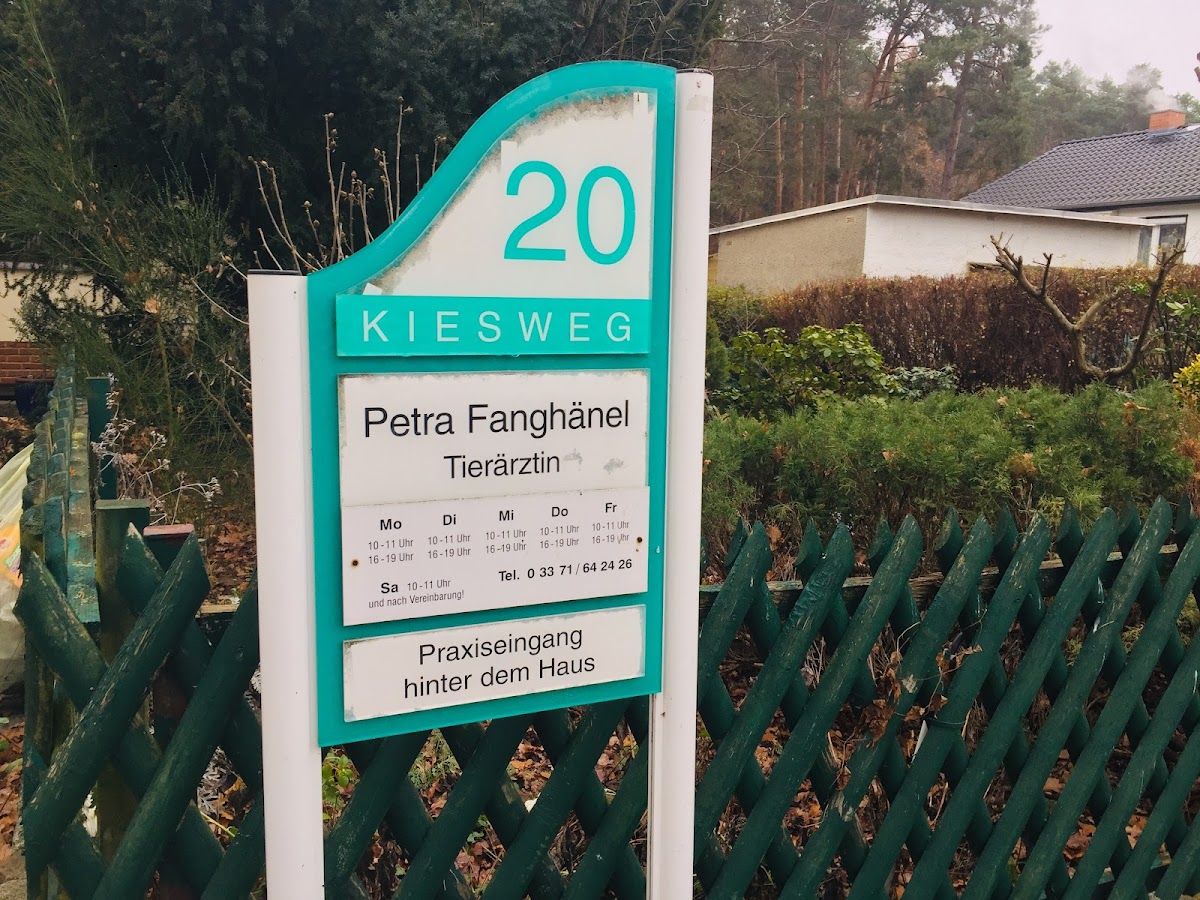 20
KIESWEG
Petra Fanghänel
Tierärztin
Mo Di Mi Do Fr
10-11 Uhr 10-11 Uhr 10-11 Uhr 10-11 Uhr 10-11 Uhr
16-19 Uhr 16-19 Uhr 16-19 Uhr 16-19 Uhr 16-19 Uhr
Sa 10-11 Uhr
und nach Vereinbarung!
Tel. 0 33 71 / 64 24 26
Praxiseingang
hinter dem Haus